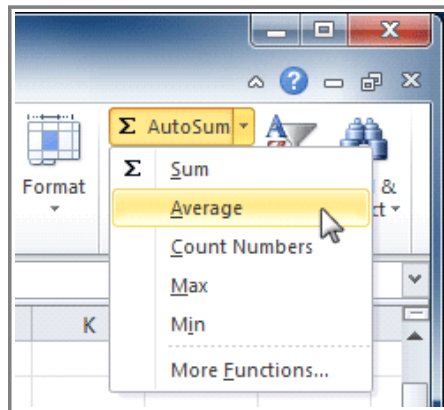 Σ AutoSum
Format
&
ct
Σ Sum
Average
Count Numbers
Max
Min
More Functions...
K